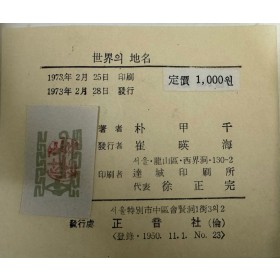 世界의 地名
1973年 2月 25日 印刷
1973年 2月 28日 發行
定價 1,000원
著者 朴甲千
發行者 崔暎海
서울·龍山區·西界洞·130-2
印刷者 達城印刷所
代表 徐正完
서울特別市中區會賢洞1街3의2
發行處 正音社 (倫)
<登錄·1950. 11.1. No. 23>